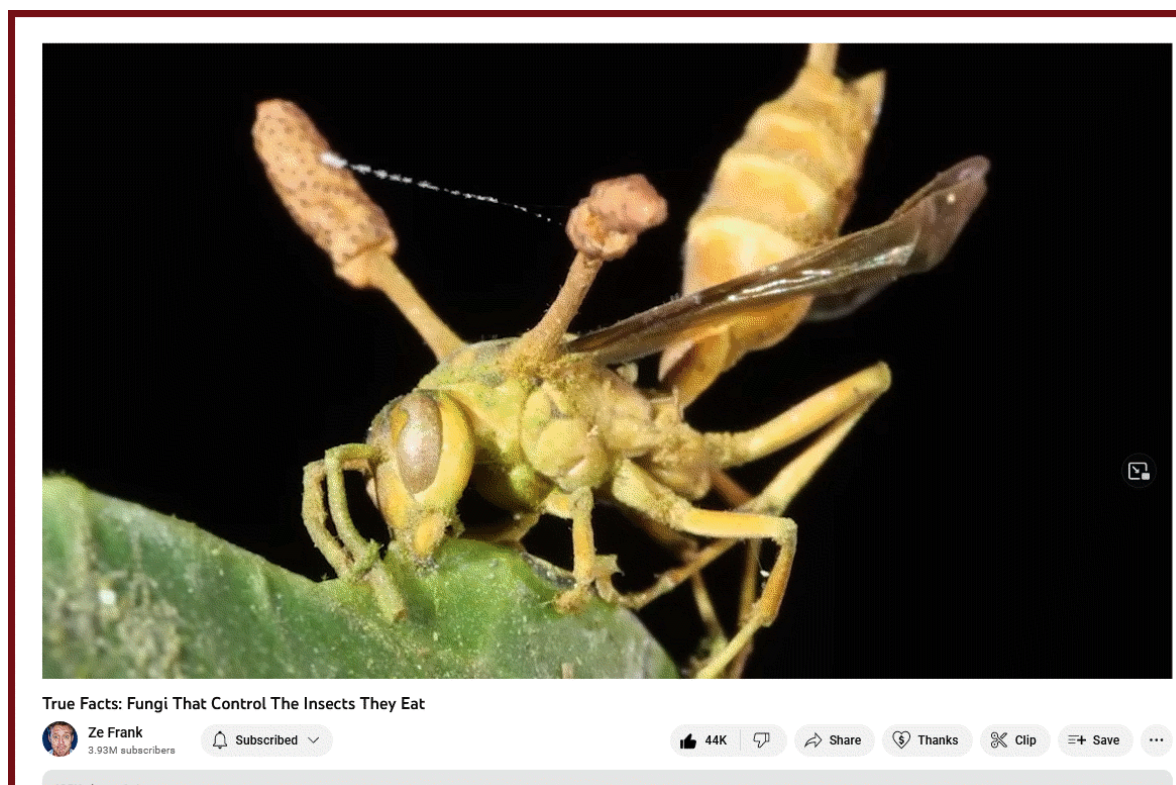 True Facts: Fungi That Control The Insects They Eat
Ze Frank
3.93M subscribers
Subscribed
44K
Share
Thanks
Clip
Save